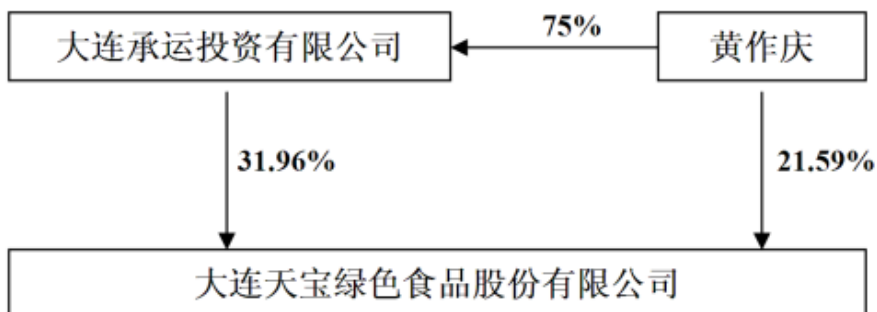 大连承运投资有限公司
75%
黄作庆
31.96%
21.59%
大连天宝绿色食品股份有限公司